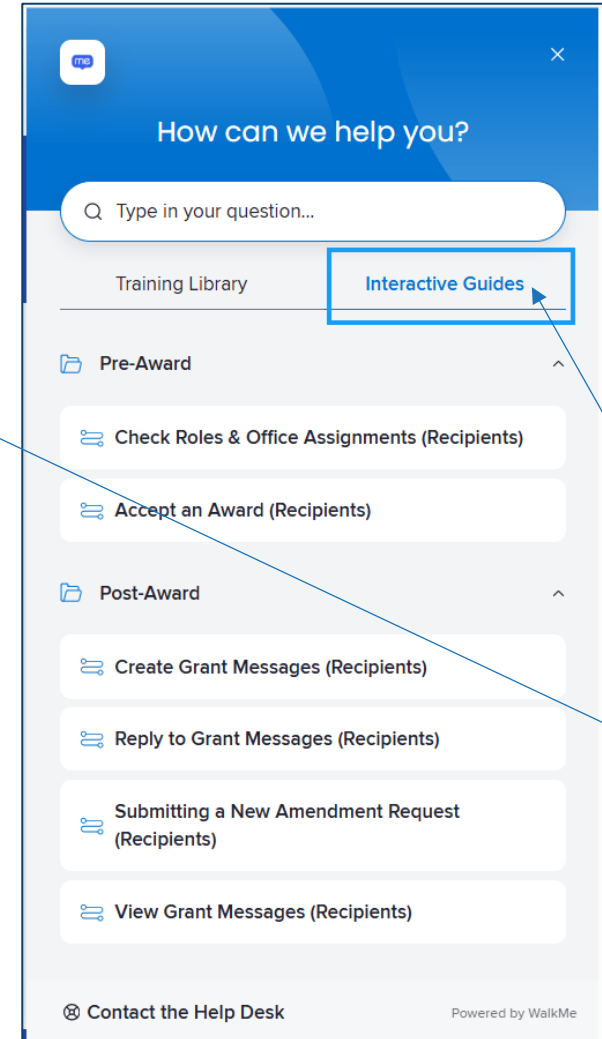 me
How can we help you?
Type in your question...
Training Library
Interactive Guides
Pre-Award
Check Roles & Office Assignments (Recipients)
Accept an Award (Recipients)
Post-Award
Create Grant Messages (Recipients)
Reply to Grant Messages (Recipients)
Submitting a New Amendment Request
(Recipients)
View Grant Messages (Recipients)
Contact the Help Desk
Powered by WalkMe